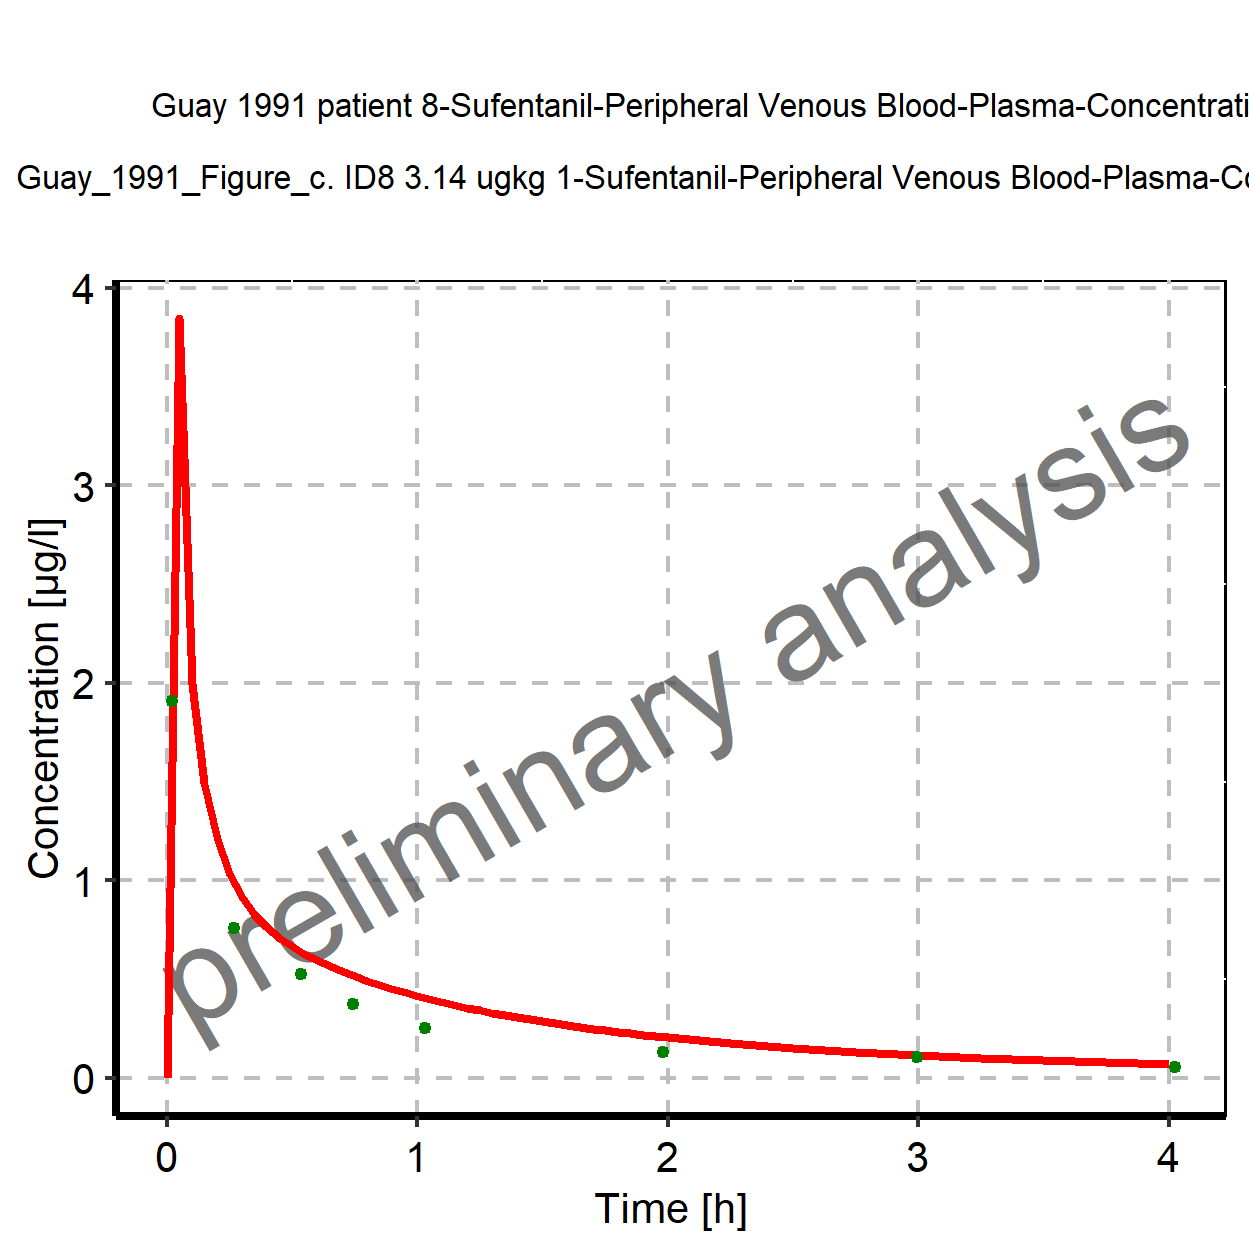 Guay 1991 patient 8-Sufentanil-Peripheral Venous Blood-Plasma-Concentrati
Guay_1991_Figure_c. ID8 3.14 ugkg 1-Sufentanil-Peripheral Venous Blood-Plasma-Co
4
3
2
1
0
Concentration [µg/l]
preliminary analysis
0 1 2 3 4
Time [h]